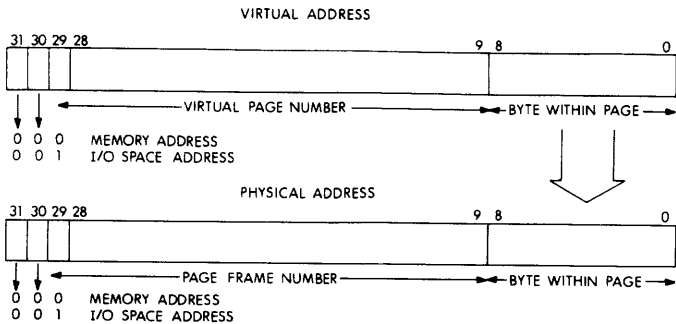 VIRTUAL ADDRESS
31 30 29 28 9 8 0
VIRTUAL PAGE NUMBER BYTE WITHIN PAGE
0 0 0 MEMORY ADDRESS
0 0 1 I/O SPACE ADDRESS
PHYSICAL ADDRESS
31 30 29 28 9 8 0
PAGE FRAME NUMBER BYTE WITHIN PAGE
0 0 0 MEMORY ADDRESS
0 0 1 I/O SPACE ADDRESS